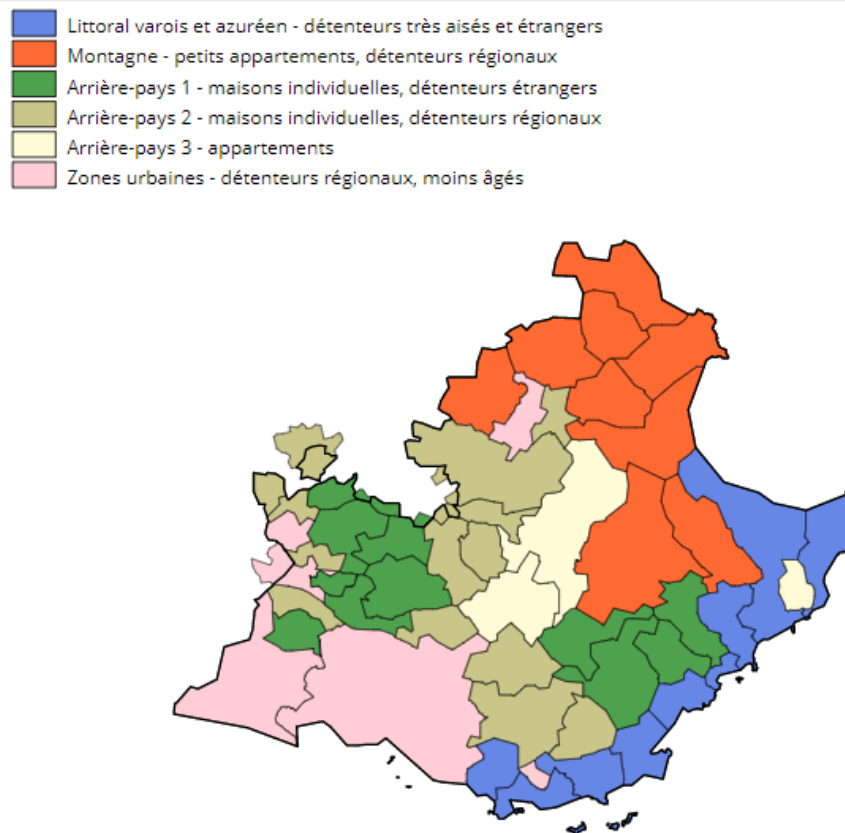 Littoral varois et azuréen - détenteurs très aisés et étrangers
Montagne - petits appartements, détenteurs régionaux
Arrière-pays 1 - maisons individuelles, détenteurs étrangers
Arrière-pays 2 - maisons individuelles, détenteurs régionaux
Arrière-pays 3 - appartements
Zones urbaines - détenteurs régionaux, moins âgés